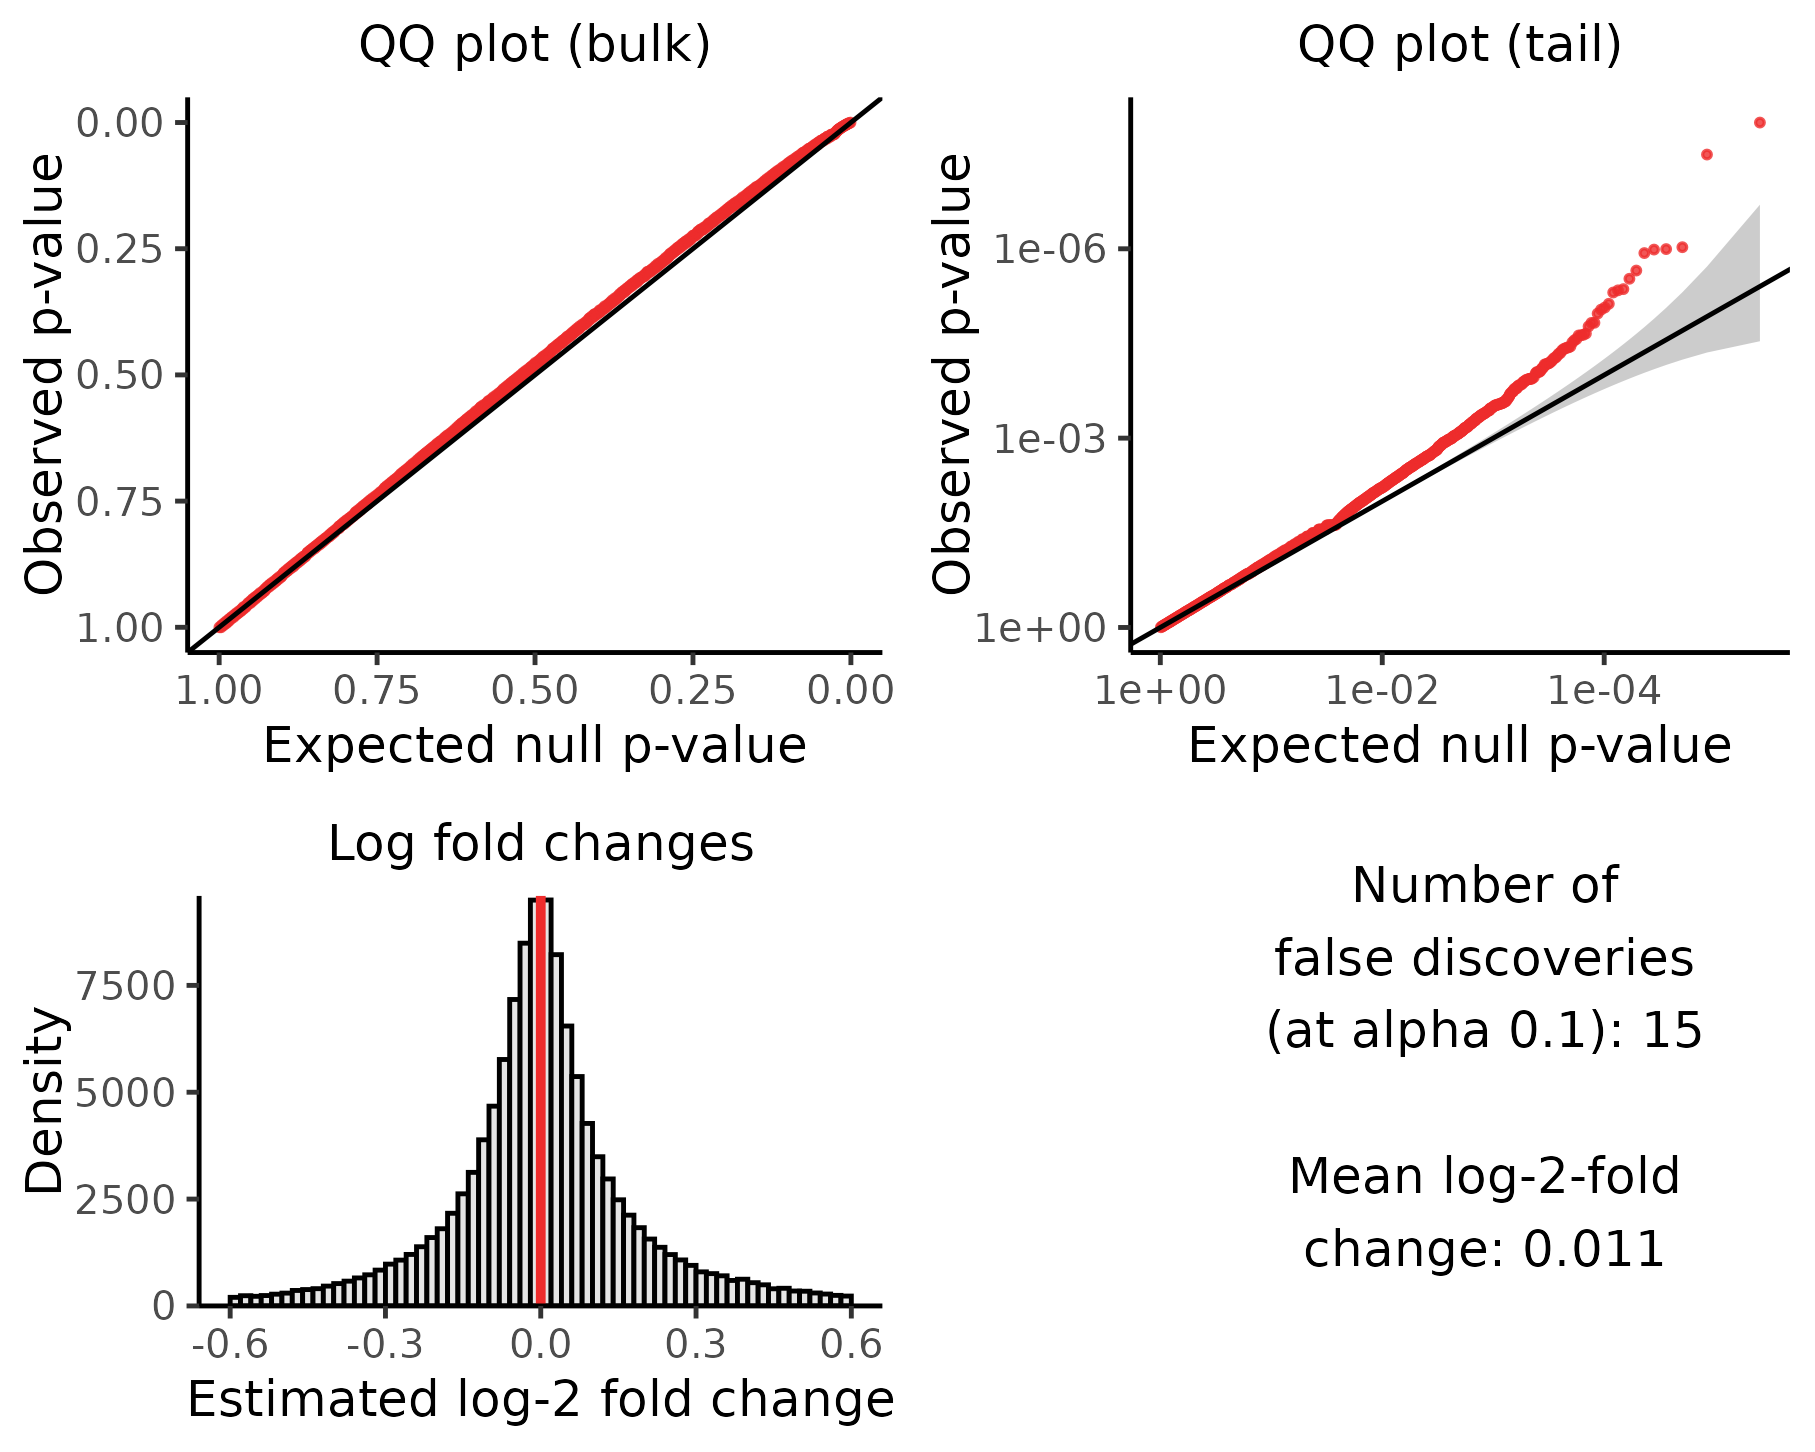 QQ plot (bulk)
Observed p-value
0.00
0.25
0.50
0.75
1.00
1.00 0.75 0.50 0.25 0.00
Expected null p-value
QQ plot (tail)
Observed p-value
1e-06
1e-03
1e+00
1e+00 1e-02 1e-04
Expected null p-value
Log fold changes
Density
7500
5000
2500
0
-0.6 -0.3 0.0 0.3 0.6
Estimated log-2 fold change
Number of
false discoveries
(at alpha 0.1): 15
Mean log-2-fold
change: 0.011